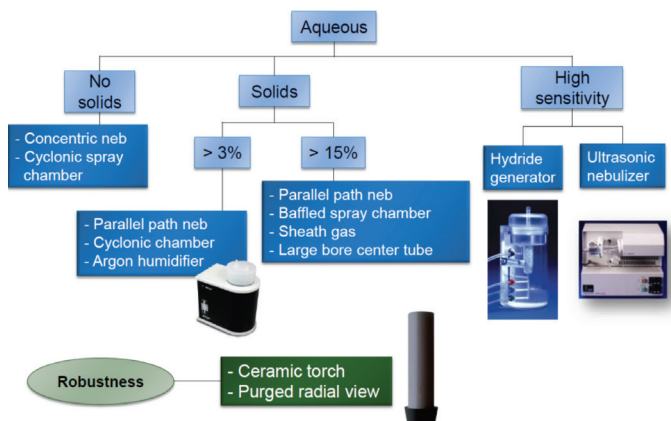 Aqueous
No
solids
Solids
High
sensitivity
- Concentric neb
- Cyclonic spray
chamber
> 3%
> 15%
Hydride
generator
Ultrasonic
nebulizer
- Parallel path neb
- Cyclonic chamber
- Argon humidifier
- Parallel path neb
- Baffled spray chamber
- Sheath gas
- Large bore center tube
Robustness
- Ceramic torch
- Purged radial view